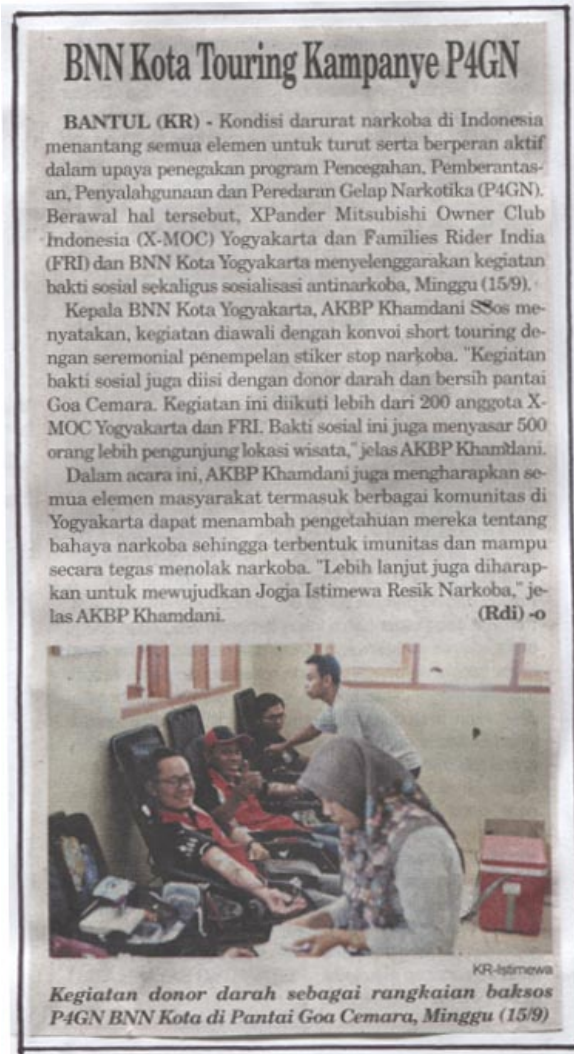 BNN Kota Touring Kampanye P4GN
BANTUL (KR) - Kondisi darurat narkoba di Indonesia
menantang semua elemen untuk turut serta berperan aktif
dalam upaya penegakan program Pencegahan, Pemberantas-
an, Penyalahgunaan dan Peredaran Gelap Narkotika (P4GN).
Berawal hal tersebut, XPander Mitsubishi Owner Club
Indonesia (X-MOC) Yogyakarta dan Families Rider India
(FRI) dan BNN Kota Yogyakarta menyelenggarakan kegiatan
bakti sosial sekaligus sosialisasi antinarkoba, Minggu (15/9).
Kepala BNN Kota Yogyakarta, AKBP Khamdani SSos me-
nyatakan, kegiatan diawali dengan konvoi short touring de-
ngan seremonial penempelan stiker stop narkoba. "Kegiatan
bakti sosial juga diisi dengan donor darah dan bersih pantai
Goa Cemara. Kegiatan ini diikuti lebih dari 200 anggota X-
MOC Yogyakarta dan FRI. Bakti sosial ini juga menyasar 500
orang lebih pengunjung lokasi wisata," jelas AKBP Khamdani.
Dalam acara ini, AKBP Khamdani juga mengharapkan se-
mua elemen masyarakat termasuk berbagai komunitas di
Yogyakarta dapat menambah pengetahuan mereka tentang
bahaya narkoba sehingga terbentuk imunitas dan mampu
secara tegas menolak narkoba. "Lebih lanjut juga diharap-
kan untuk mewujudkan Jogja Istimewa Resik Narkoba," je-
las AKBP Khamdani. (Rdi) -o
KR-Istimewa
Kegiatan donor darah sebagai rangkaian baksos
P4GN BNN Kota di Pantai Goa Cemara, Minggu (15/9)